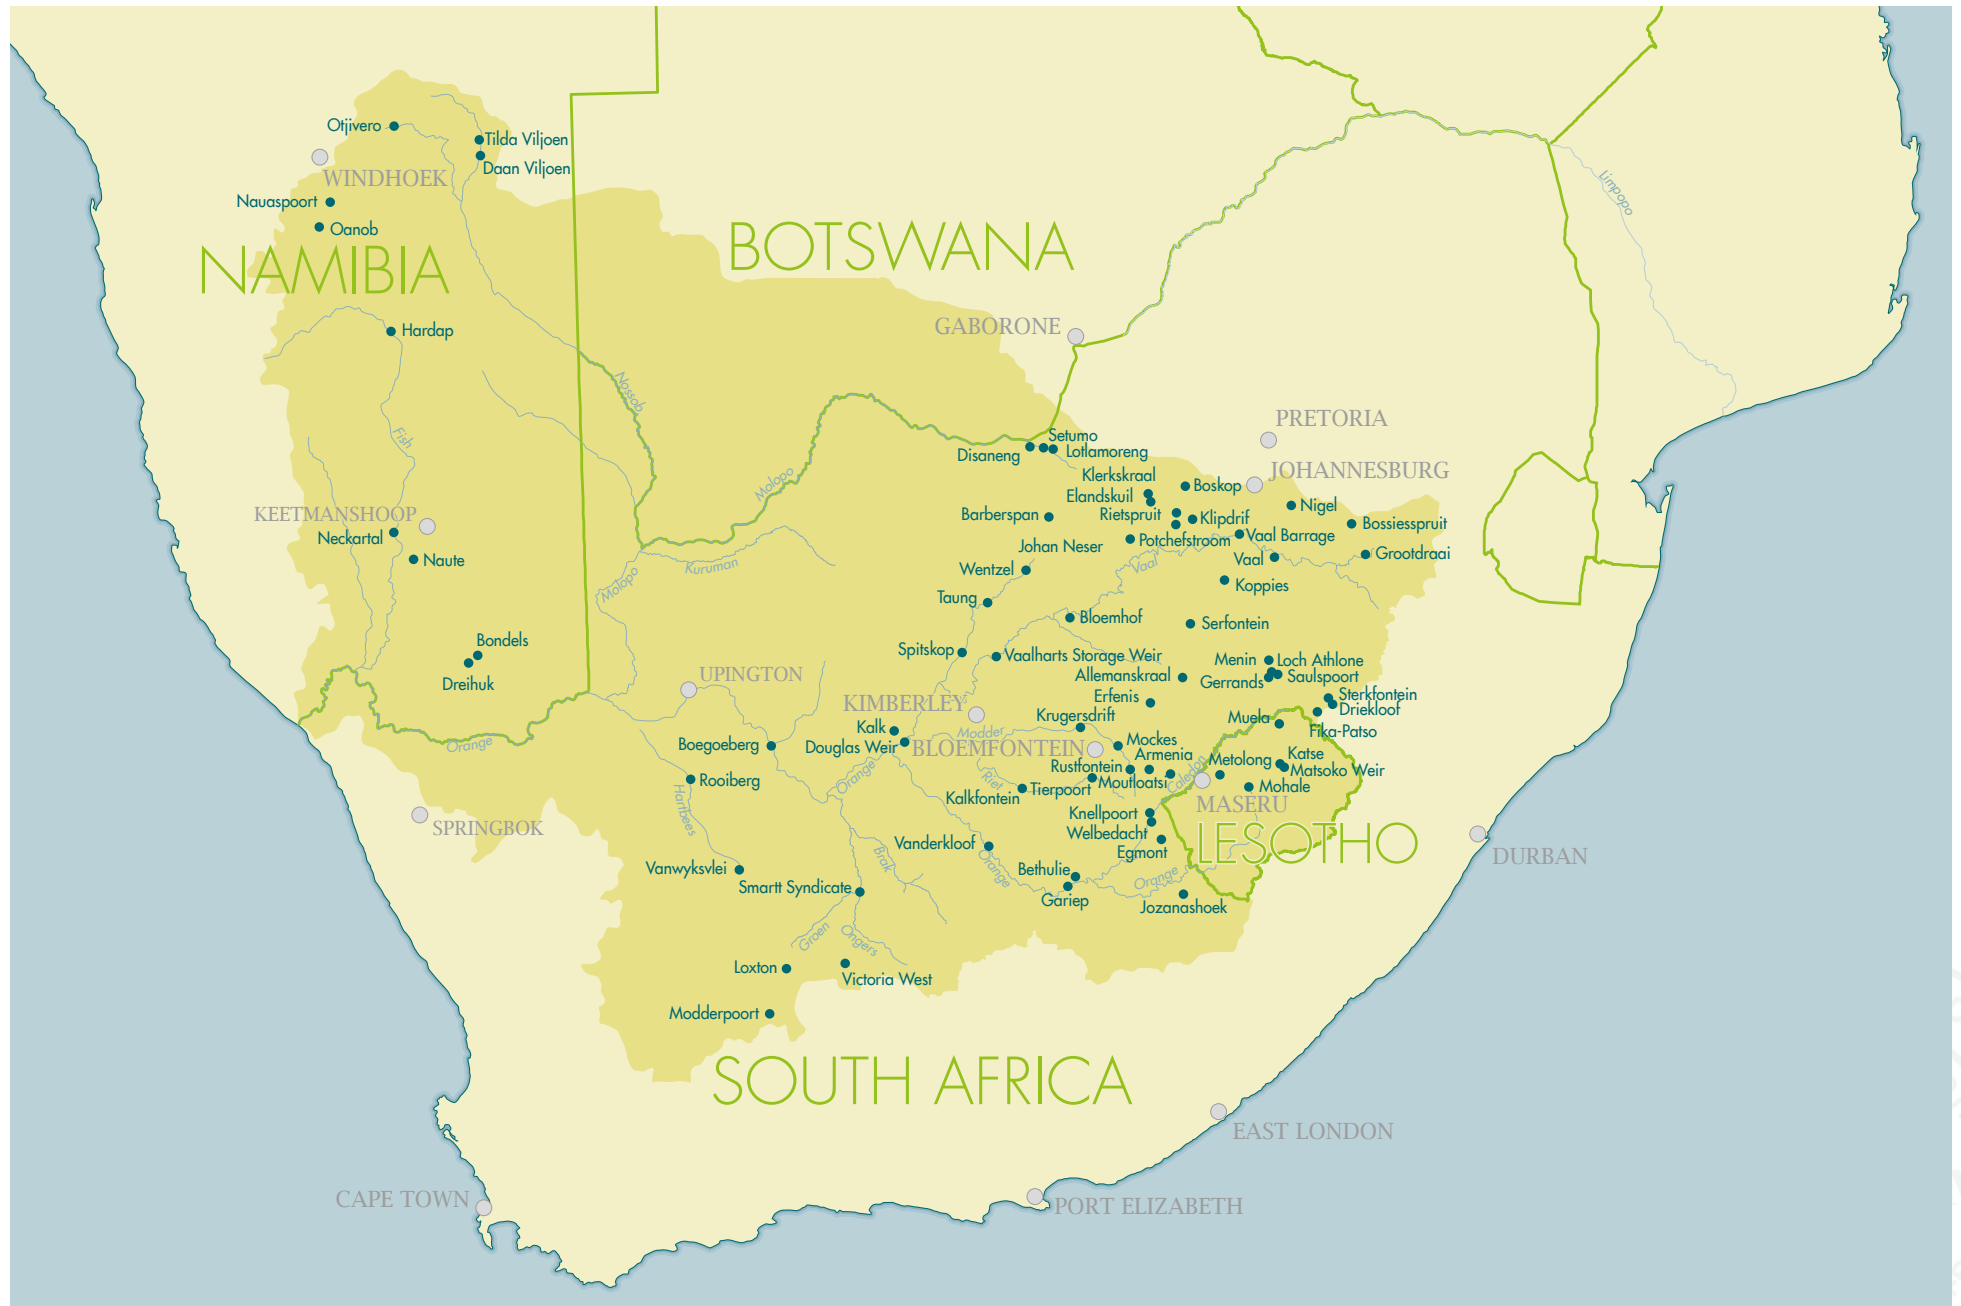 Otjivero
Tilda Viljoen
Daan Viljoen
WINDHOEK
Limpopo
Nauaspoort
Oanob
BOTSWANA
NAMIBIA
Hardap
GABORONE
Nossob
PRETORIA
Fish
Setumo
Disaneng
Lotlamoreng
Molopo
Klerkskraal
JOHANNESBURG
Elandskuil
Boskop
KEETMANSHOOP
Barberspan
Rietspruit
Klipdrif
Nigel
Bossiesspruit
Neckartal
Johan Neser
Potchefstroom
Vaal Barrage
Grootdraai
Naute
Kuruman
Wentzel
Vaal
Vaal
Molopo
Koppies
Taung
Bloemhof
Serfontein
Bondels
Spitskop
Vaalharts Storage Weir
Menin
Loch Athlone
Dreihuk
UPINGTON
Allemanskraal
Gerrands
Saulspoort
Erfenis
Sterkfontein
KIMBERLEY
Driekloof
Krugersdrift
Muela
Kalk
Modder
Fika-Patso
Orange
Boegoeberg
Douglas Weir
BLOEMFONTEIN
Mockes
Armenia
Katse
Metolong
Matsoko Weir
Rustfontein
Caledon
Rooiberg
Orange
Riet
Tierpoort
Moutloatsi
Mohale
Kalkfontein
MASERU
Hartbees
Knellpoort
SPRINGBOK
Welbedacht
LESOTHO
Vanderkloof
Egmont
DURBAN
Brak
Vanwyksvlei
Orange
Bethulie
Orange
Smartt Syndicate
Gariep
Jozanashoek
Groen
Ongers
Loxton
Victoria West
Modderpoort
SOUTH AFRICA
EAST LONDON
CAPE TOWN
PORT ELIZABETH